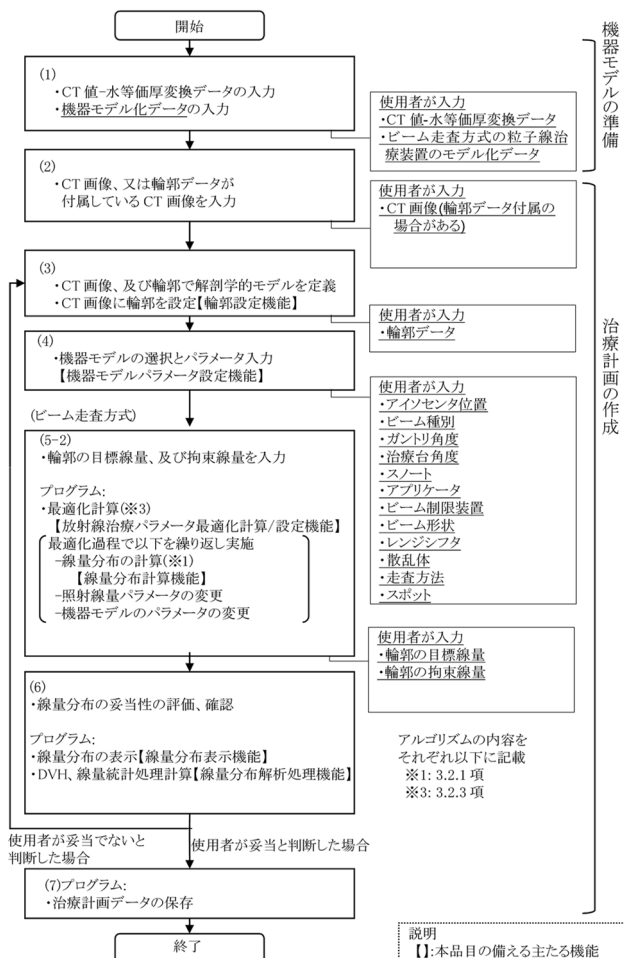 開始
機器モデルの準備
(1)
・CT 値-水等価厚変換データの入力
・機器モデル化データの入力
使用者が入力
・CT 値-水等価厚変換データ
・ビーム走査方式の粒子線治
療装置のモデル化データ
(2)
・CT 画像、又は輪郭データが
付属している CT 画像を入力
使用者が入力
・CT 画像(輪郭データ付属の
場合がある)
治療計画の作成
(3)
・CT 画像、及び輪郭で解剖学的モデルを定義
・CT 画像に輪郭を設定【輪郭設定機能】
使用者が入力
・輪郭データ
(4)
・機器モデルの選択とパラメータ入力
【機器モデルパラメータ設定機能】
使用者が入力
・アイソセンタ位置
・ビーム種別
・ガントリ角度
・治療台角度
・スノート
・アプリケータ
・ビーム制限装置
・ビーム形状
・レンジシフタ
・散乱体
・走査方法
・スポット
(ビーム走査方式)
(5-2)
・輪郭の目標線量、及び拘束線量を入力
プログラム:
・最適化計算(※3)
【放射線治療パラメータ最適化計算/設定機能】
最適化過程で以下を繰り返し実施
-線量分布の計算(※1)
【線量分布計算機能】
-照射線量パラメータの変更
-機器モデルのパラメータの変更
使用者が入力
・輪郭の目標線量
・輪郭の拘束線量
(6)
・線量分布の妥当性の評価、確認
プログラム:
・線量分布の表示【線量分布表示機能】
・DVH、線量統計処理計算【線量分布解析処理機能】
アルゴリズムの内容を
それぞれ以下に記載
※1: 3.2.1 項
※3: 3.2.3 項
使用者が妥当でないと
判断した場合
使用者が妥当と判断した場合
(7)プログラム:
・治療計画データの保存
終了
説明
【】:本品目の備える主たる機能